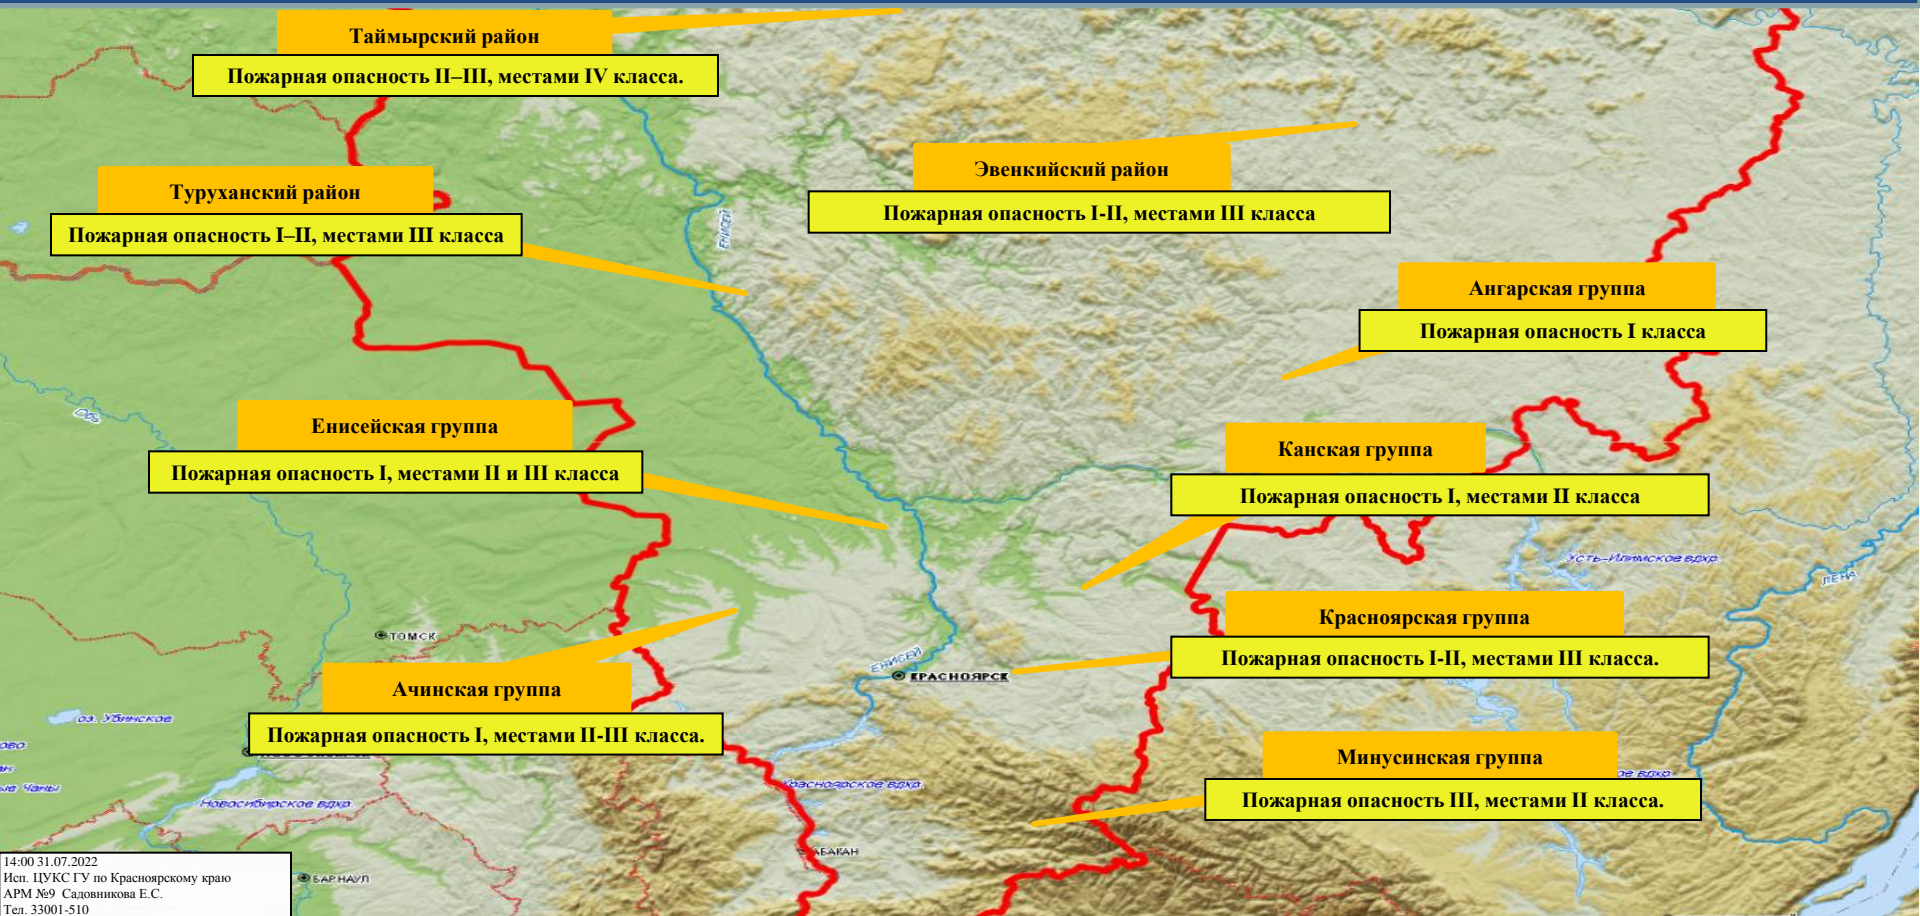 Таймырский район
Пожарная опасность II–III, местами IV класса.
Эвенкийский район
Пожарная опасность I-II, местами III класса
Туруханский район
Пожарная опасность I–II, местами III класса
ЕНИСЕЙ
Ангарская группа
Пожарная опасность I класса
Обь
Енисейская группа
Пожарная опасность I, местами II и III класса
Канская группа
Пожарная опасность I, местами II класса
Усть-Илимское вдхр.
ЛЕНА
Красноярская группа
Пожарная опасность I-II, местами III класса.
ТОМСК
ЕНИСЕЙ
КРАСНОЯРСК
Ачинская группа
Пожарная опасность I, местами II-III класса.
оз. Убинское
Минусинская группа
Пожарная опасность III, местами II класса.
Красноярское вдхр.
Новосибирское вдхр.
АБАКАН
БАРНАУЛ
14:00 31.07.2022
Исп. ЦУКС ГУ по Красноярскому краю
АРМ №9 Садовникова Е.С.
Тел. 33001-510